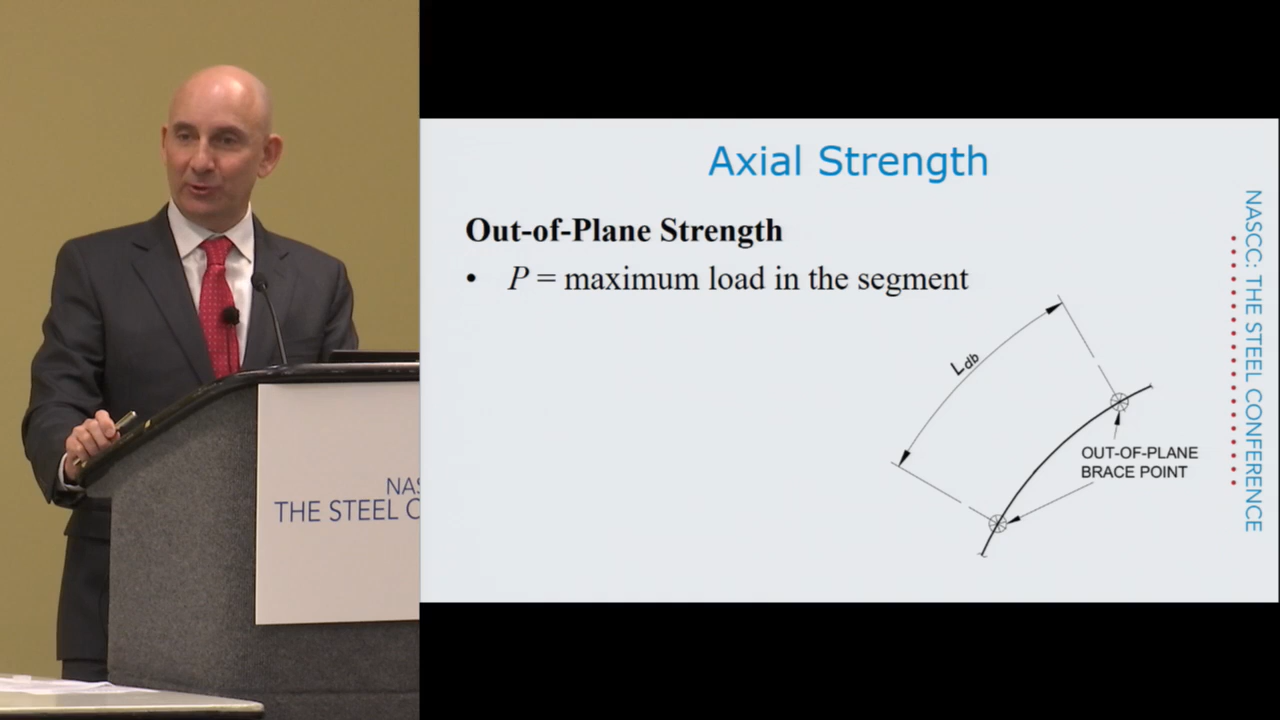 Axial Strength
Out-of-Plane Strength
• P = maximum load in the segment
Ldb
OUT-OF-PLANE
BRACE POINT
NASCC: THE STEEL CONFERENCE
NAS
THE STEEL C